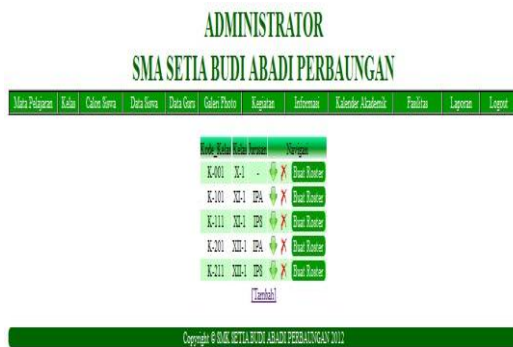 ADMINISTRATOR
SMA SETIA BUDI ABADI PERBAUNGAN
Mata Pelajaran Kelas Calon Siswa Data Siswa Data Guru Galeri Photo Kegiatan Informasi Kalender Akademik Fasilitas Laporan Logout
Kode_Kelas Kelas Jurusan Navigasi
K-001 X-1 - Buat Roster
K-101 XI-1 IPA Buat Roster
K-111 XI-1 IPS Buat Roster
K-201 XII-1 IPA Buat Roster
K-211 XII-1 IPS Buat Roster
[Tambah]
Copyright © SMK SETIA BUDI ABADI PERBAUNGAN 2012